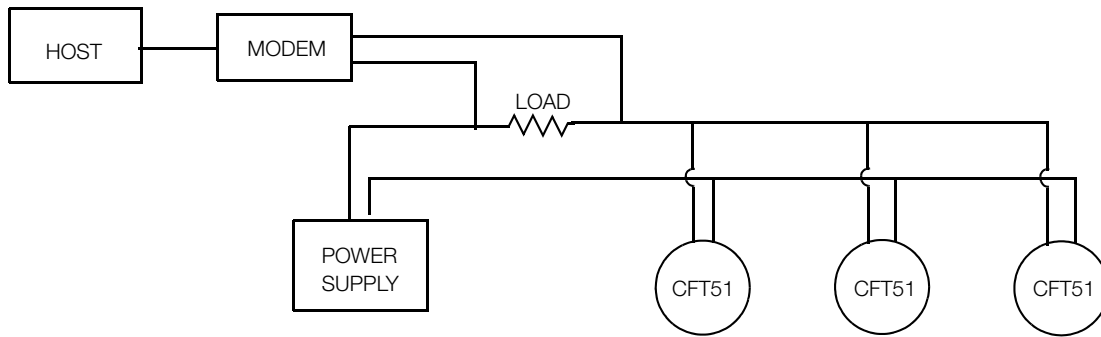 HOST
MODEM
LOAD
POWER
SUPPLY
CFT51
CFT51
CFT51